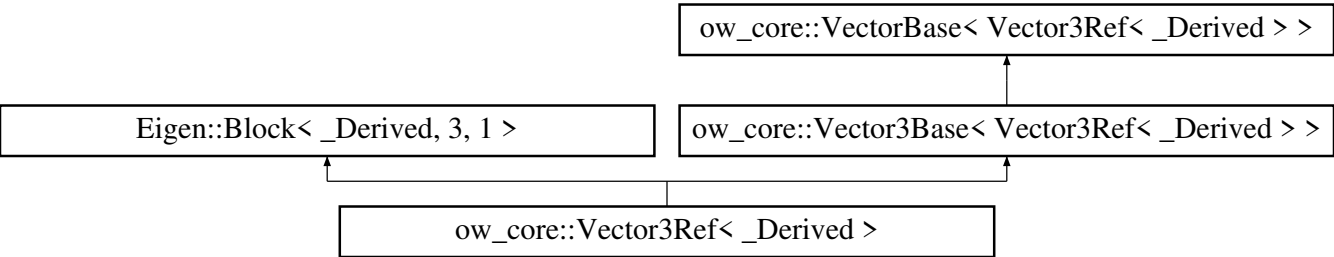 ow_core::VectorBase< Vector3Ref< _Derived > >
Eigen::Block< _Derived, 3, 1 >
ow_core::Vector3Base< Vector3Ref< _Derived > >
ow_core::Vector3Ref< _Derived >